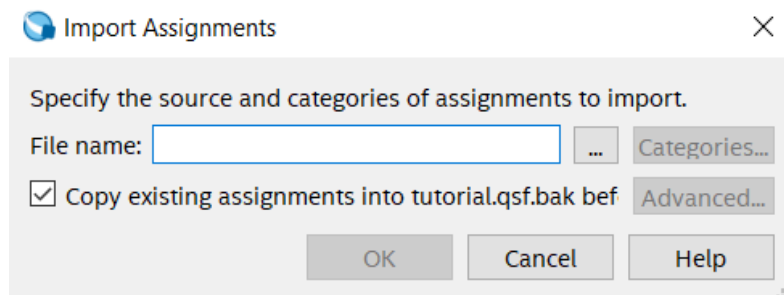 Import Assignments
Specify the source and categories of assignments to import.
File name: ... Categories...
Copy existing assignments into tutorial.qsf.bak bef Advanced...
OK Cancel Help